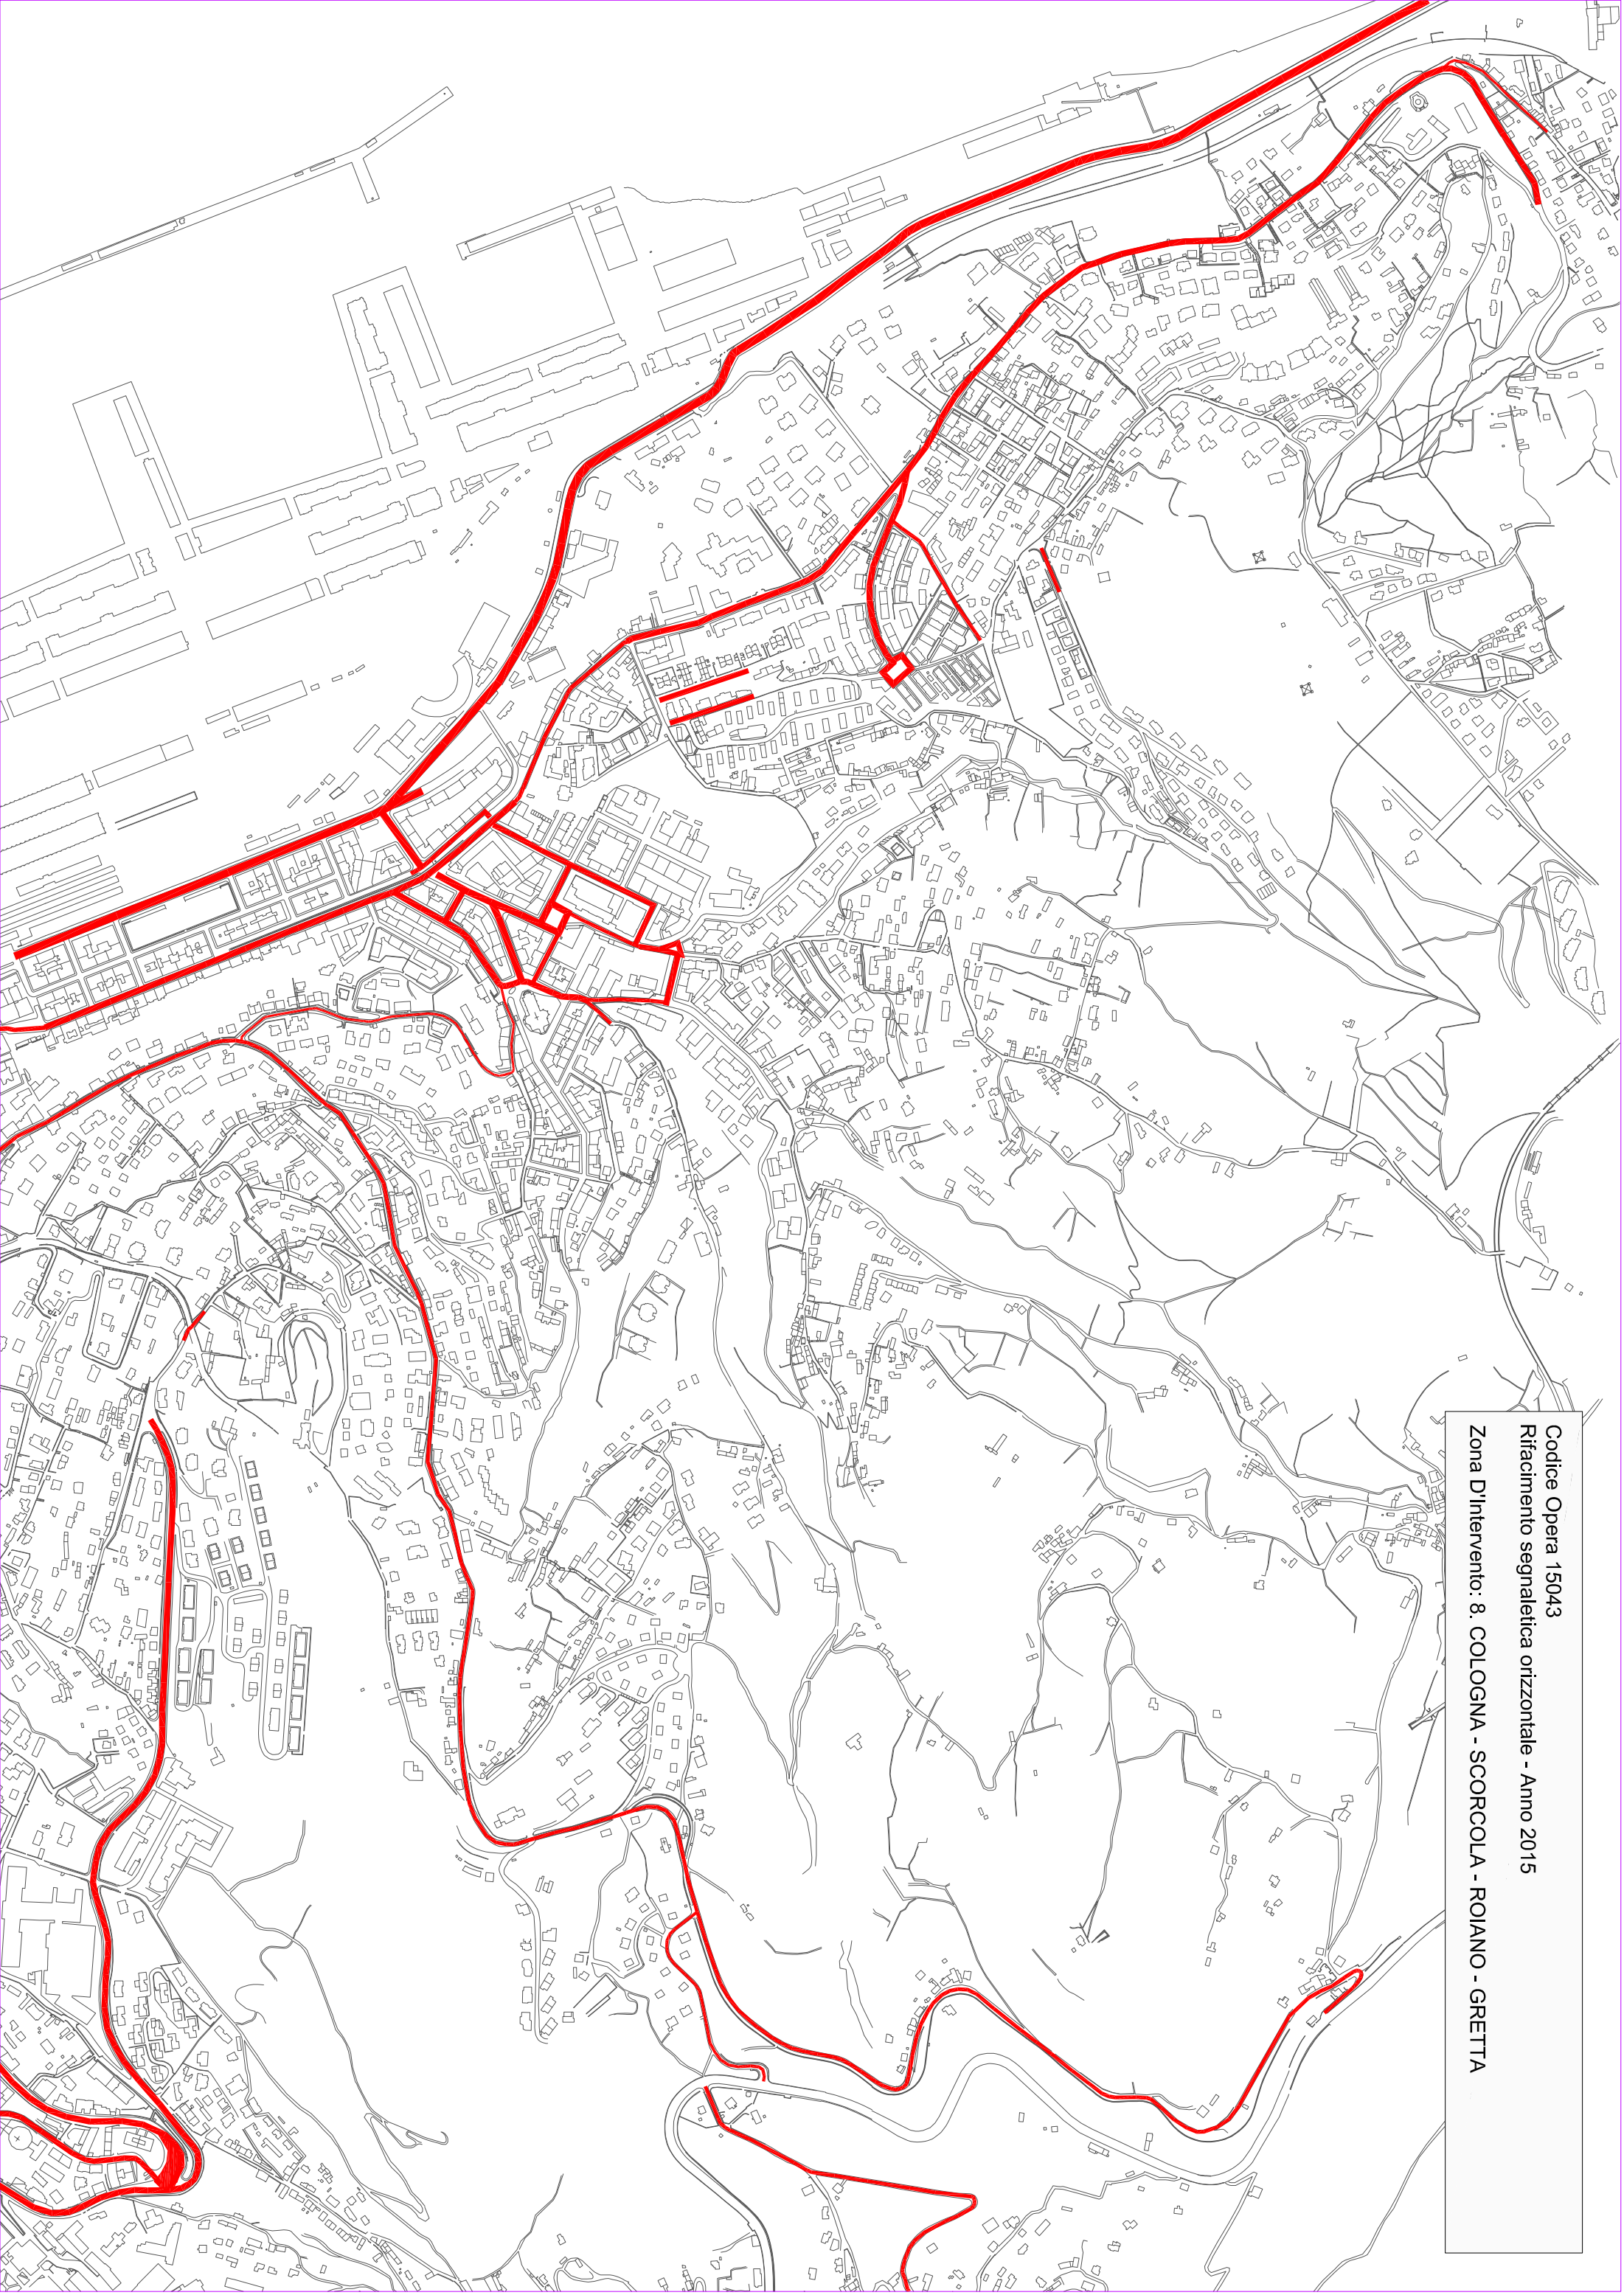 Codice Opera 15043
Rifacimento segnaletica orizzontale - Anno 2015
Zona D'Intervento: 8. COLOGNA - SCORCOLA - ROIANO - GRETTA